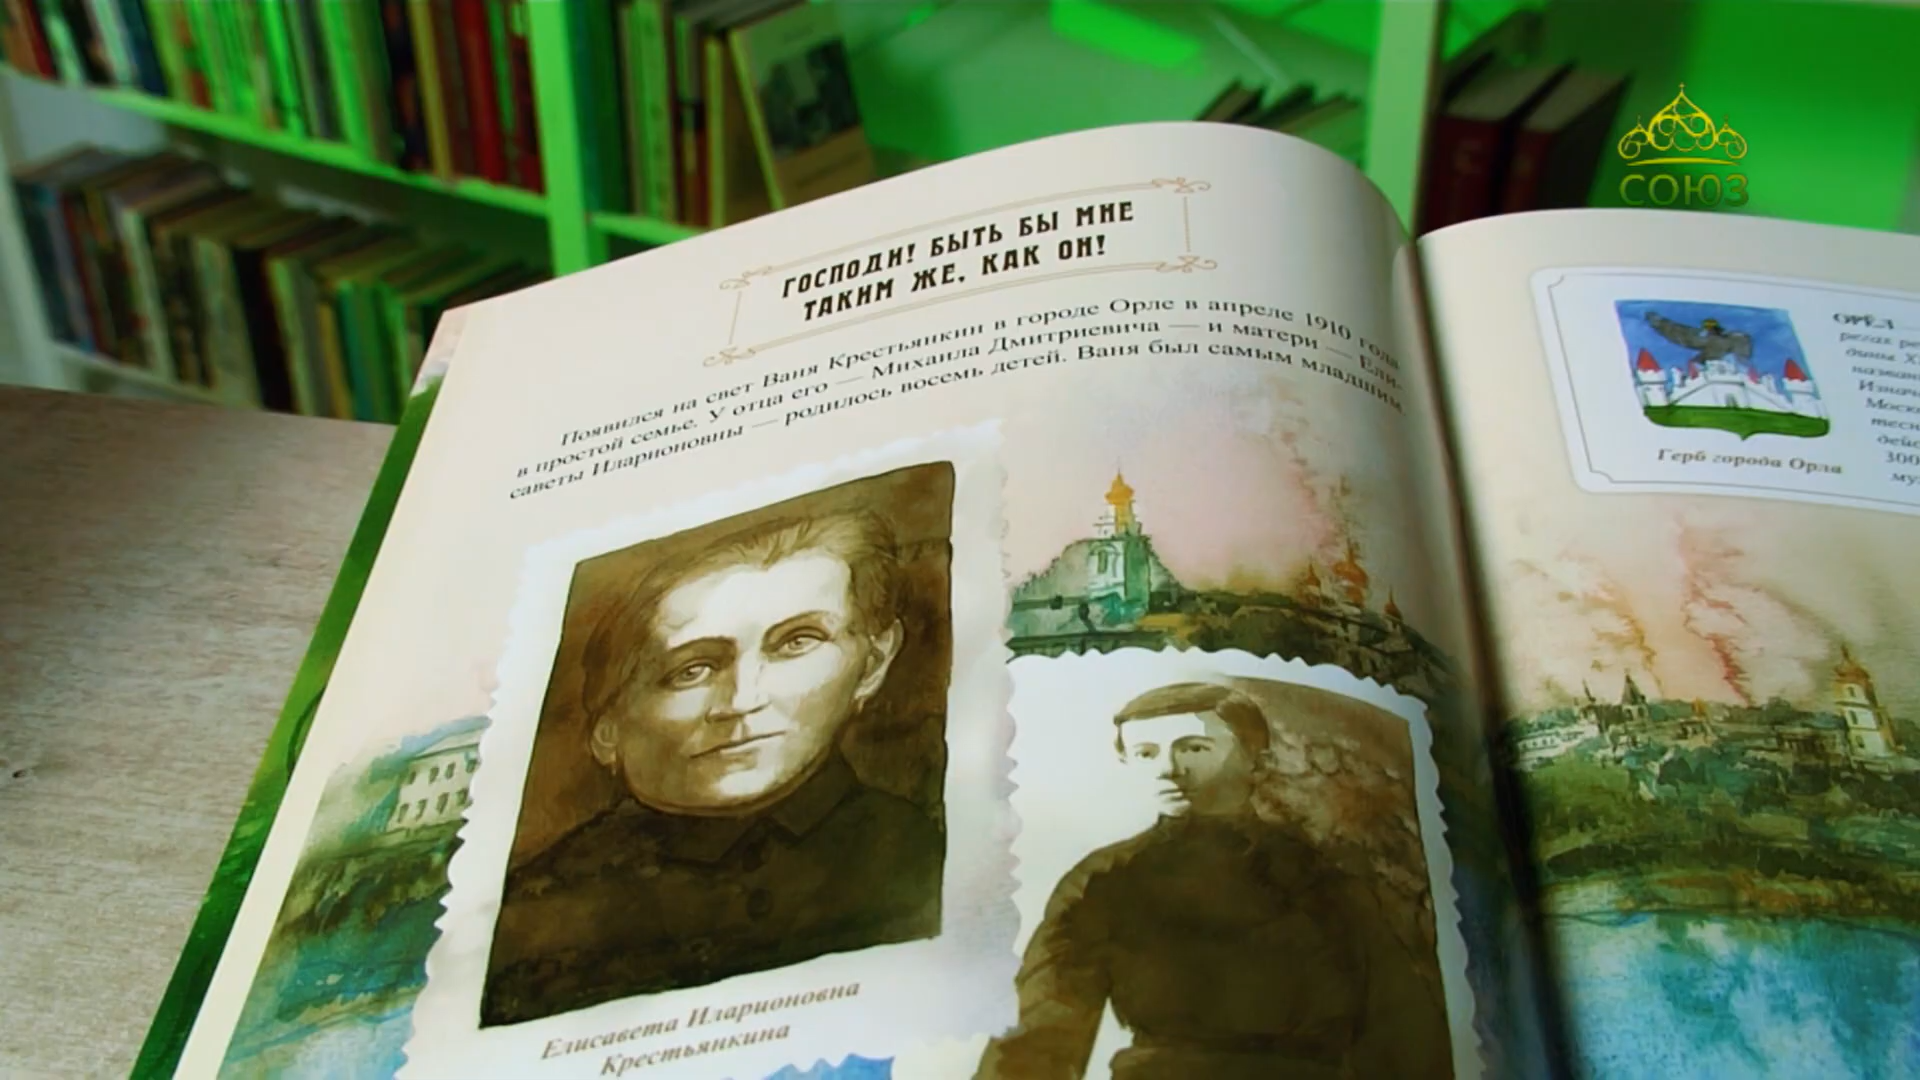 СОЮЗ
ГОСПОДИ! БЫТЬ БЫ МНЕ
ТАКИМ ЖЕ, КАК ОН!
Появился на свет Ваня Крестьянкин в городе Орле в апреле 1910 года
в простой семье. У отца его — Михаила Дмитриевича — и матери — Ели-
саветы Иларионовны — родилось восемь детей. Ваня был самым младшим.
Елисавета Иларионовна
Крестьянкина
ОРЁЛ
Герб города Орла
300